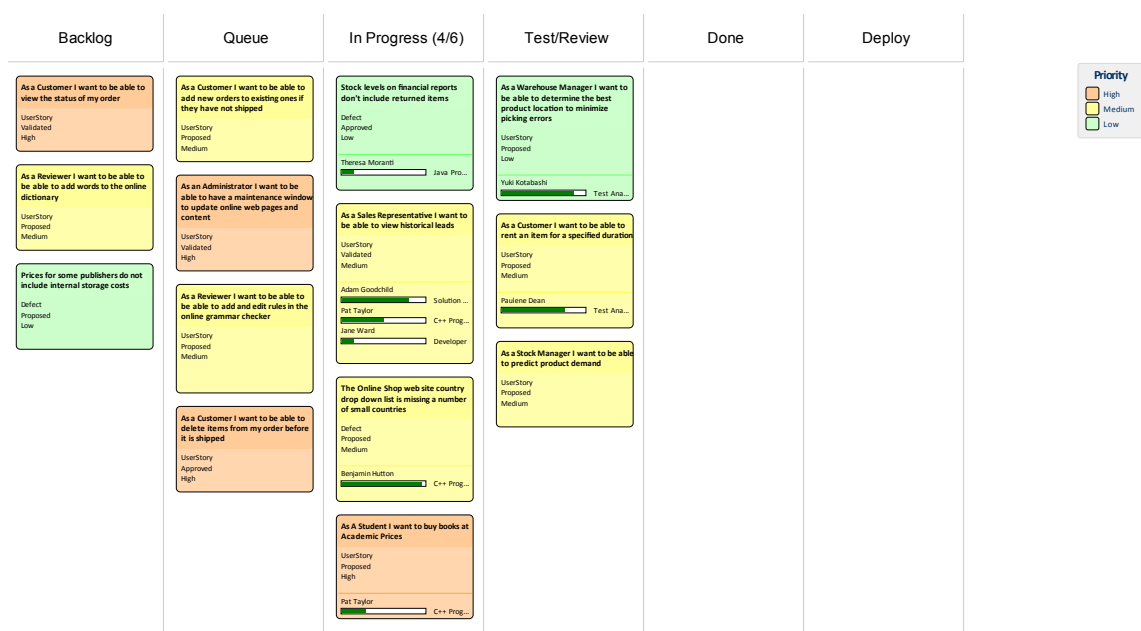 Backlog
Queue
In Progress (4/6)
Test/Review
Done
Deploy
As a Customer I want to be able to
view the status of my order
UserStory
Validated
High
As a Reviewer I want to be able to
be able to add words to the online
dictionary
UserStory
Proposed
Medium
Prices for some publishers do not
include internal storage costs
Defect
Proposed
Low
As a Customer I want to be able to
add new orders to existing ones if
they have not shipped
UserStory
Proposed
Medium
As an Administrator I want to be
able to have a maintenance window
to update online web pages and
content
UserStory
Validated
High
As a Reviewer I want to be able to
be able to add and edit rules in the
online grammar checker
UserStory
Proposed
Medium
As a Customer I want to be able to
delete items from my order before
it is shipped
UserStory
Approved
High
Stock levels on financial reports
don't include returned items
Defect
Approved
Low
Theresa Moranti
Java Pro...
As a Sales Representative I want to
be able to view historical leads
UserStory
Validated
Medium
Adam Goodchild
Solution ...
Pat Taylor
C++ Prog...
Jane Ward
Developer
The Online Shop web site country
drop down list is missing a number
of small countries
Defect
Proposed
Medium
Benjamin Hutton
C++ Prog...
As A Student I want to buy books at
Academic Prices
UserStory
Proposed
High
Pat Taylor
C++ Prog...
As a Warehouse Manager I want to
be able to determine the best
product location to minimize
picking errors
UserStory
Proposed
Low
Yuki Kotabashi
Test Ana...
As a Customer I want to be able to
rent an item for a specified duration
UserStory
Proposed
Medium
Paulene Dean
Test Ana...
As a Stock Manager I want to be able
to predict product demand
UserStory
Proposed
Medium
Priority
High
Medium
Low